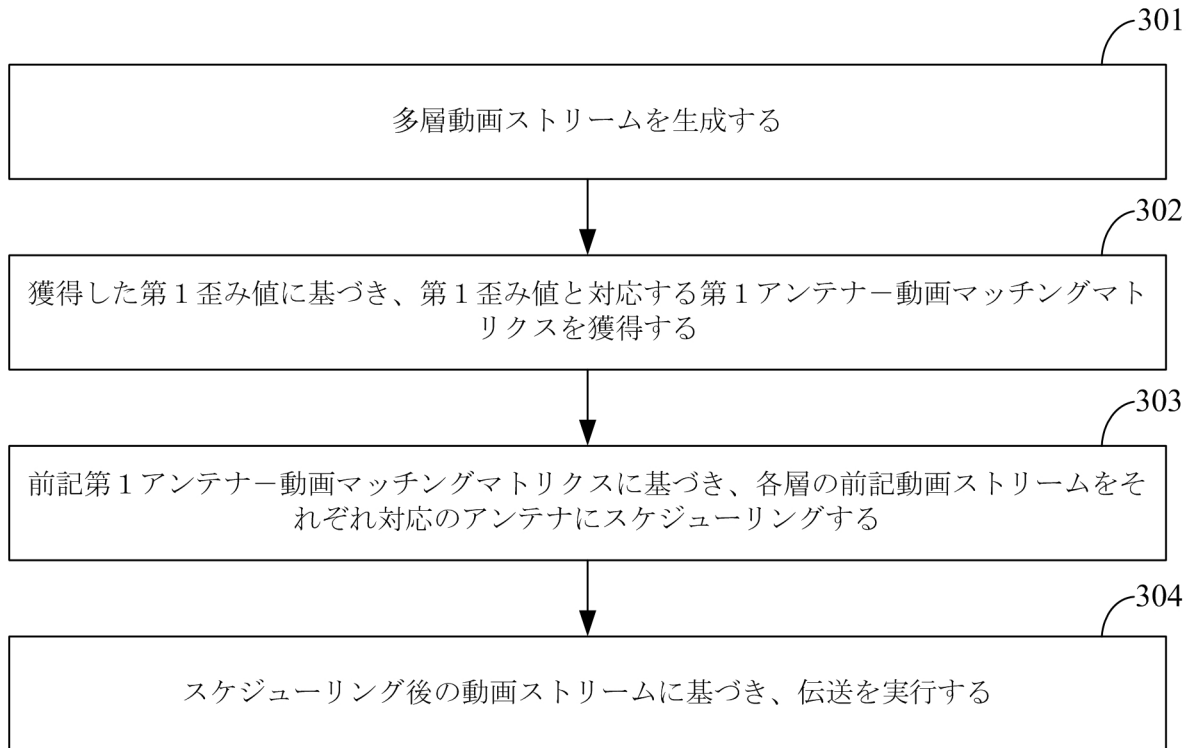 301
多層動画ストリームを生成する
302
獲得した第１歪み値に基づき、第１歪み値と対応する第１アンテナ－動画マッチングマト
リクスを獲得する
303
前記第１アンテナ－動画マッチングマトリクスに基づき、各層の前記動画ストリームをそ
れぞれ対応のアンテナにスケジューリングする
304
スケジューリング後の動画ストリームに基づき、伝送を実行する